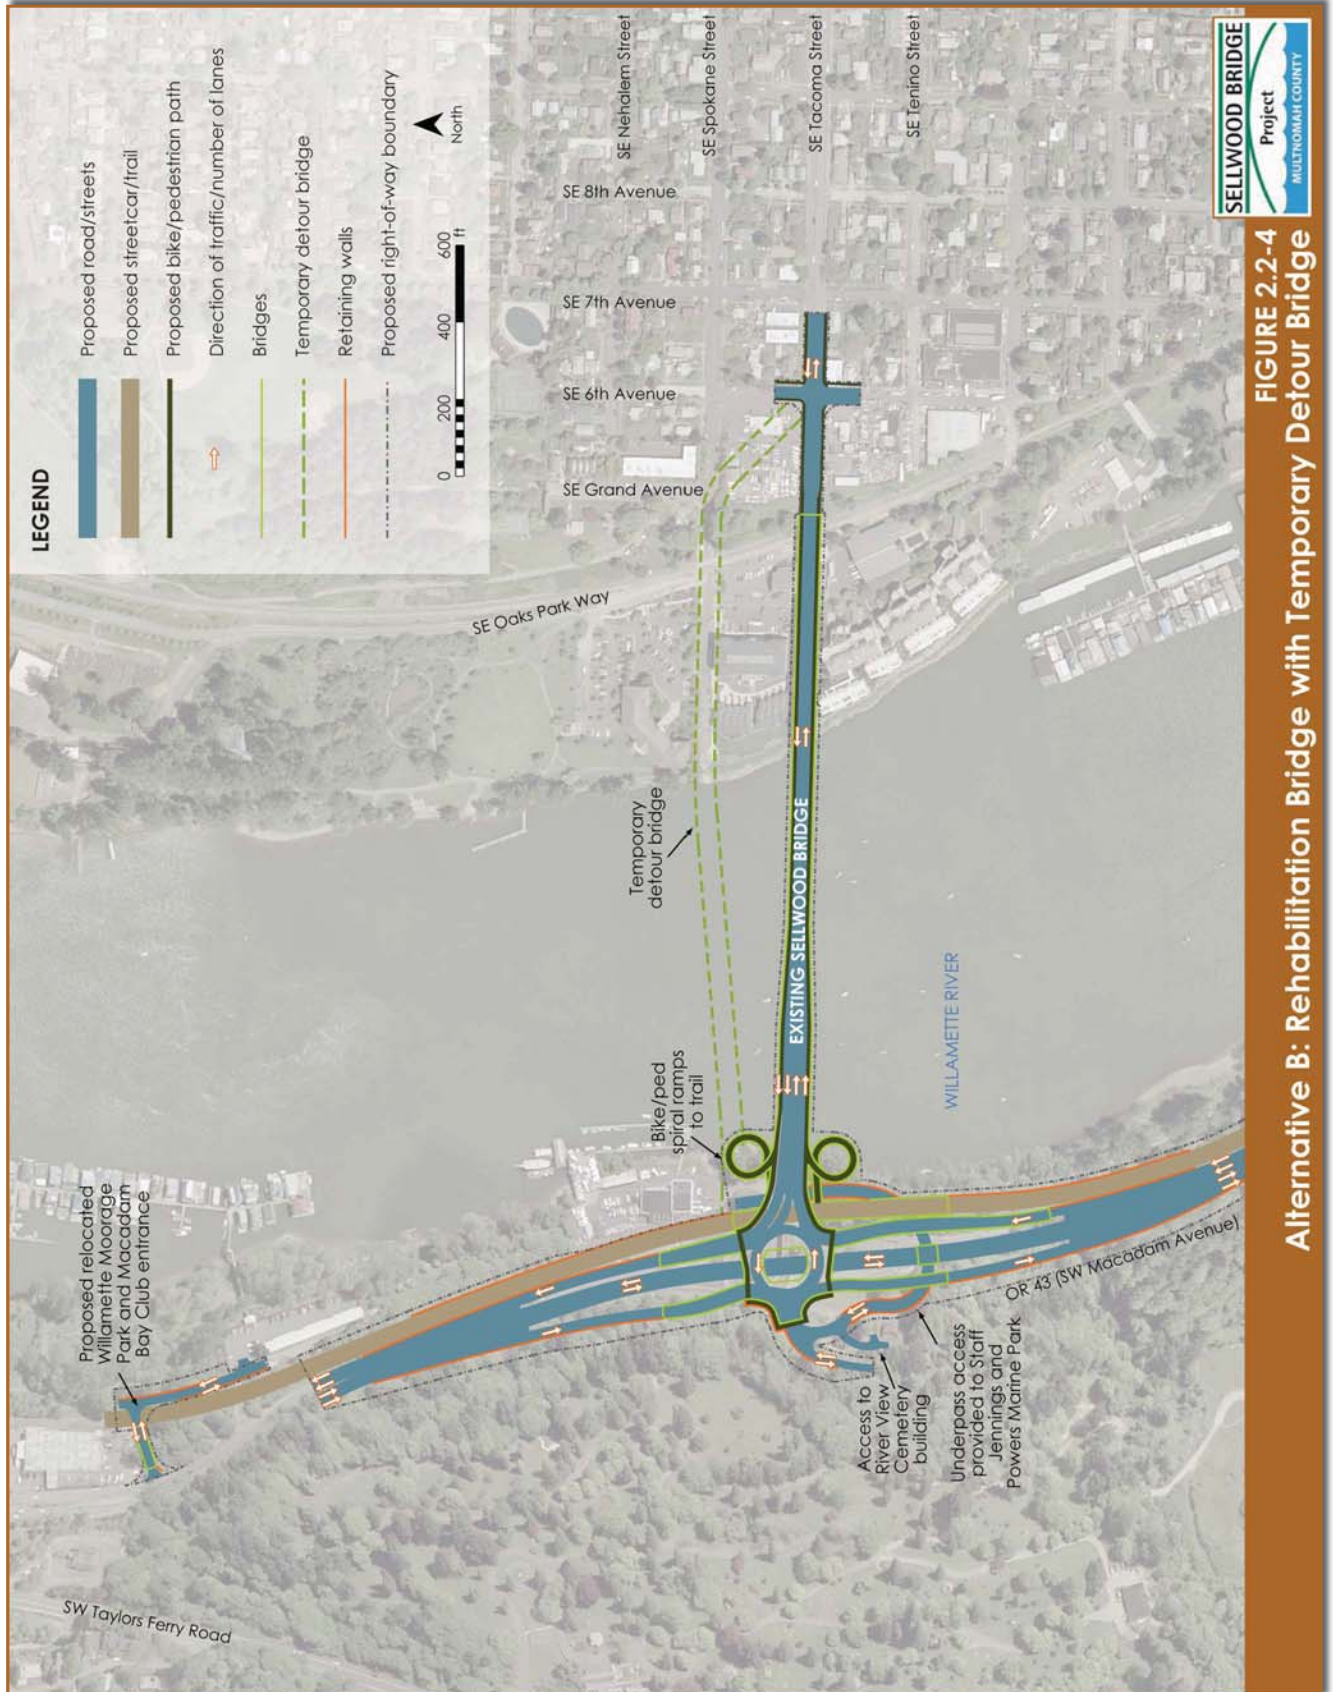 LEGEND
Proposed road/streets
Proposed streetcar/trail
Proposed bike/pedestrian path
Direction of traffic/number of lanes
Bridges
Temporary detour bridge
Retaining walls
Proposed right-of-way boundary
0 200 400 600 ft
North
SW Taylors Ferry Road
Proposed relocated
Willamette Moorage
Park and Macadam
Bay Club entrance
SE Oaks Park Way
Bike/ped
spiral ramps
to trail
Temporary
detour bridge
SE Grand Avenue
SE 6th Avenue
SE 7th Avenue
SE 8th Avenue
SE Nehalem Street
SE Spokane Street
SE Tacoma Street
SE Tenino Street
EXISTING SELLWOOD BRIDGE
WILLAMETTE RIVER
Access to
River View
Cemetery
building
Underpass access
provided to Staff
Jennings and
Powers Marine Park
OR 43 (SW Macadam Avenue)
SELLWOOD BRIDGE
Project
MULTNOMAH COUNTY
FIGURE 2.2-4
Alternative B: Rehabilitation Bridge with Temporary Detour Bridge